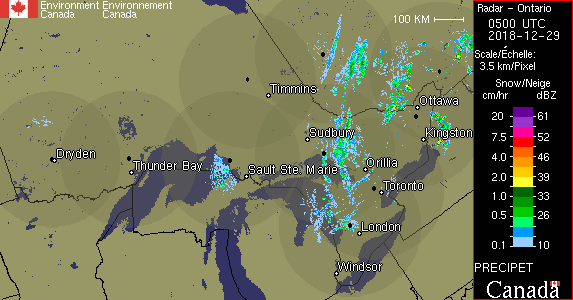 Environment Environnement
Canada Canada
100 KM
Timmins
Ottawa
Sudbury
Kingston
Dryden
Thunder Bay
Sault Ste. Marie
Orillia
Toronto
London
Windsor
Radar - Ontario
0500 UTC
2018-12-29
Scale/Échelle:
3.5 km/Pixel
Snow/Neige
cm/hr dBZ
20 61
7.5 52
4.0 46
2.0 39
1.0 33
0.5 26
0.1 10
PRECIPET
Canada